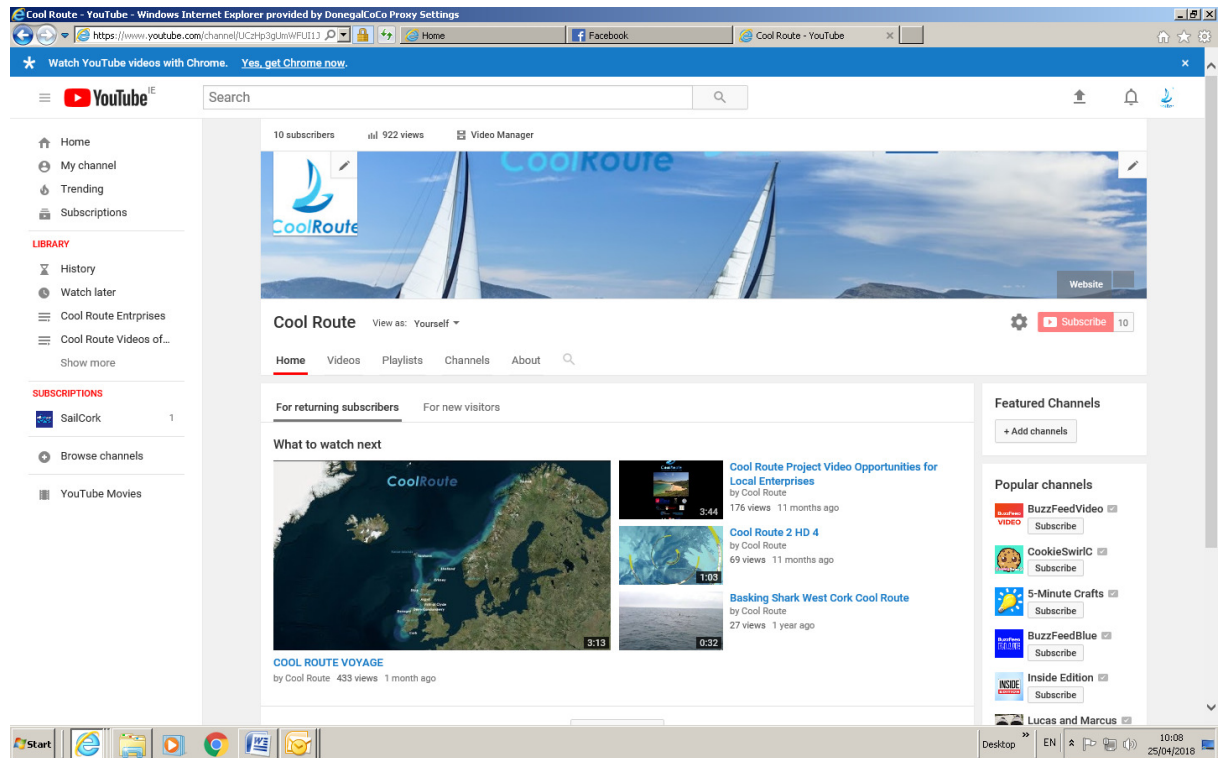 Cool Route - YouTube - Windows Internet Explorer provided by DonegalCoCo Proxy Settings
https://www.youtube.com/channel/UCzHp3gUmWFUI1J
Home
Facebook
Cool Route - YouTube
Watch YouTube videos with Chrome. Yes, get Chrome now.
YouTube IE
Search
10 subscribers 922 views Video Manager
Home
My channel
Trending
Subscriptions
LIBRARY
History
Watch later
Cool Route Entrprises
Cool Route Videos of...
Show more
SUBSCRIPTIONS
SailCork 1
Browse channels
YouTube Movies
CoolRoute
CoolRoute
Website
Cool Route View as: Yourself
Subscribe 10
Home Videos Playlists Channels About
For returning subscribers For new visitors
What to watch next
CoolRoute
3:13
COOL ROUTE VOYAGE
by Cool Route 433 views 1 month ago
3:44
Cool Route Project Video Opportunities for
Local Enterprises
by Cool Route
176 views 11 months ago
1:03
Cool Route 2 HD 4
by Cool Route
69 views 11 months ago
0:32
Basking Shark West Cork Cool Route
by Cool Route
27 views 1 year ago
Featured Channels
+ Add channels
Popular channels
BuzzFeed VIDEO
BuzzFeedVideo
Subscribe
CookieSwirlC
Subscribe
5-Minute Crafts
Subscribe
BuzzFeedBlue
Subscribe
INSIDE
Inside Edition
Subscribe
Lucas and Marcus
Start
Desktop
EN
10:08
25/04/2018